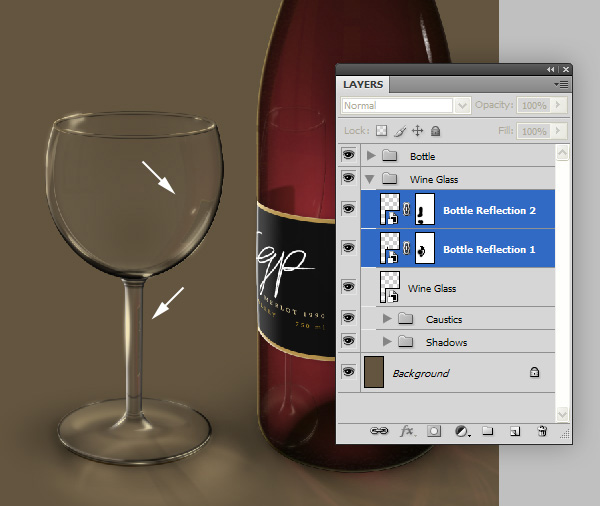 LAYERS
Normal
Opacity: 100%
Lock:
Fill: 100%
Bottle
Wine Glass
Bottle Reflection 2
Bottle Reflection 1
Wine Glass
Caustics
Shadows
Background
fx
MERLOT 1990
750 ml